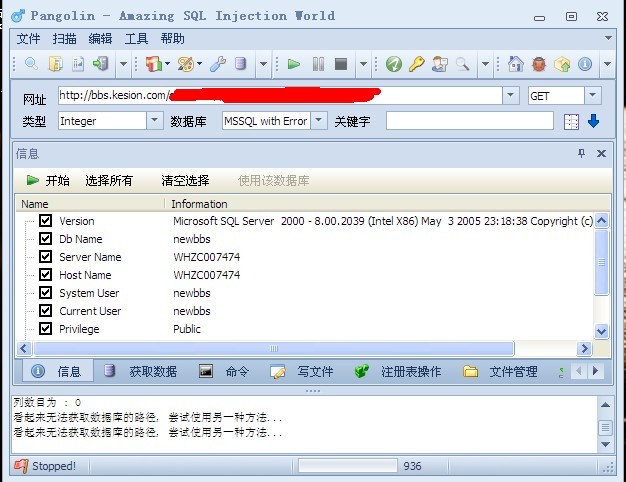 Pangolin - Amazing SQL Injection World
文件 扫描 编辑 工具 帮助
网址 http://bbs.kesion.com/ GET
类型 Integer 数据库 MSSQL with Error 关键字
信息
开始 选择所有 清空选择 使用该数据库
Name Information
Version Microsoft SQL Server 2000 - 8.00.2039 (Intel X86) May 3 2005 23:18:38 Copyright (c)
Db Name newbbs
Server Name WHZC007474
Host Name WHZC007474
System User newbbs
Current User newbbs
Privilege Public
信息 获取数据 命令 写文件 注册表操作 文件管理
列数目为 : 0
看起来无法获取数据库的路径, 尝试使用另一种方法...
看起来无法获取数据库的路径, 尝试使用另一种方法...
Stopped! 936